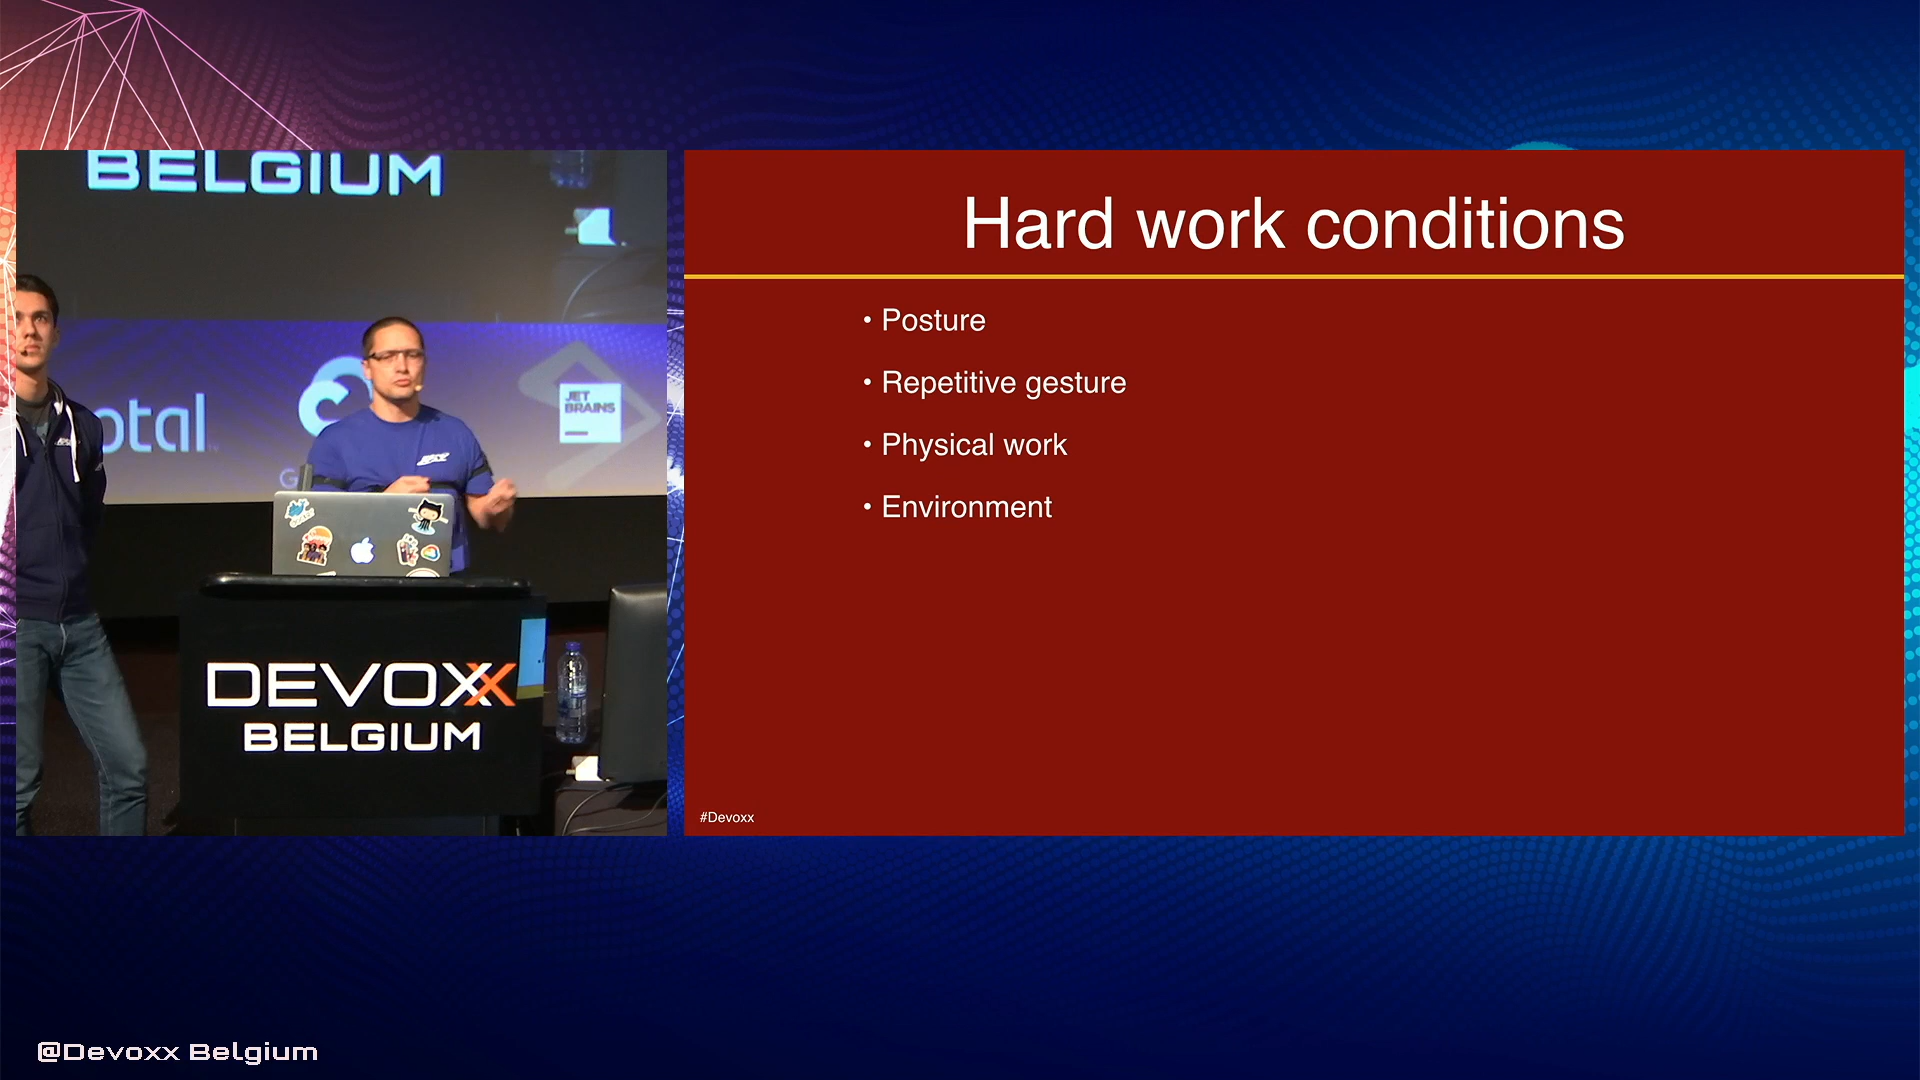 BELGIUM
otal
JET
BRAINS
G
DEVOXX
BELGIUM
Hard work conditions
• Posture
• Repetitive gesture
• Physical work
• Environment
#Devoxx
@Devoxx Belgium